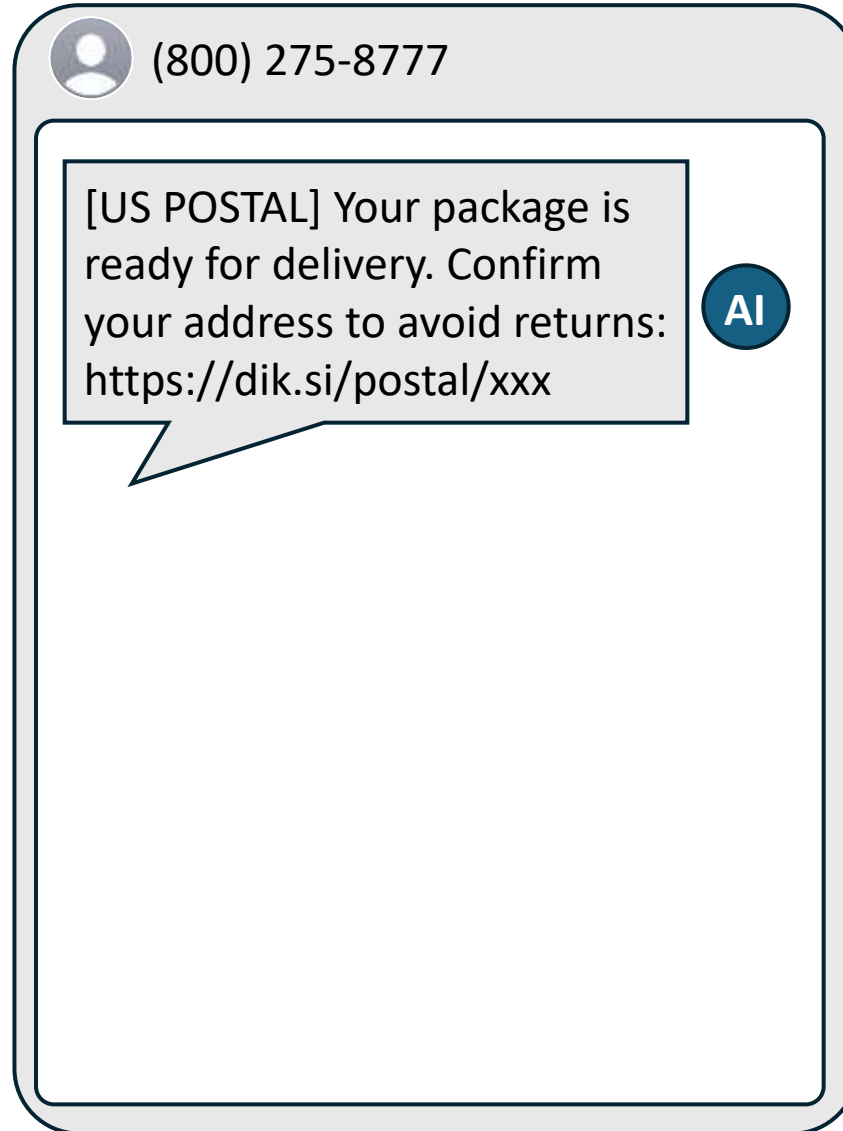 (800) 275-8777
[US POSTAL] Your package is
ready for delivery. Confirm
your address to avoid returns:
https://dik.si/postal/xxx
AI